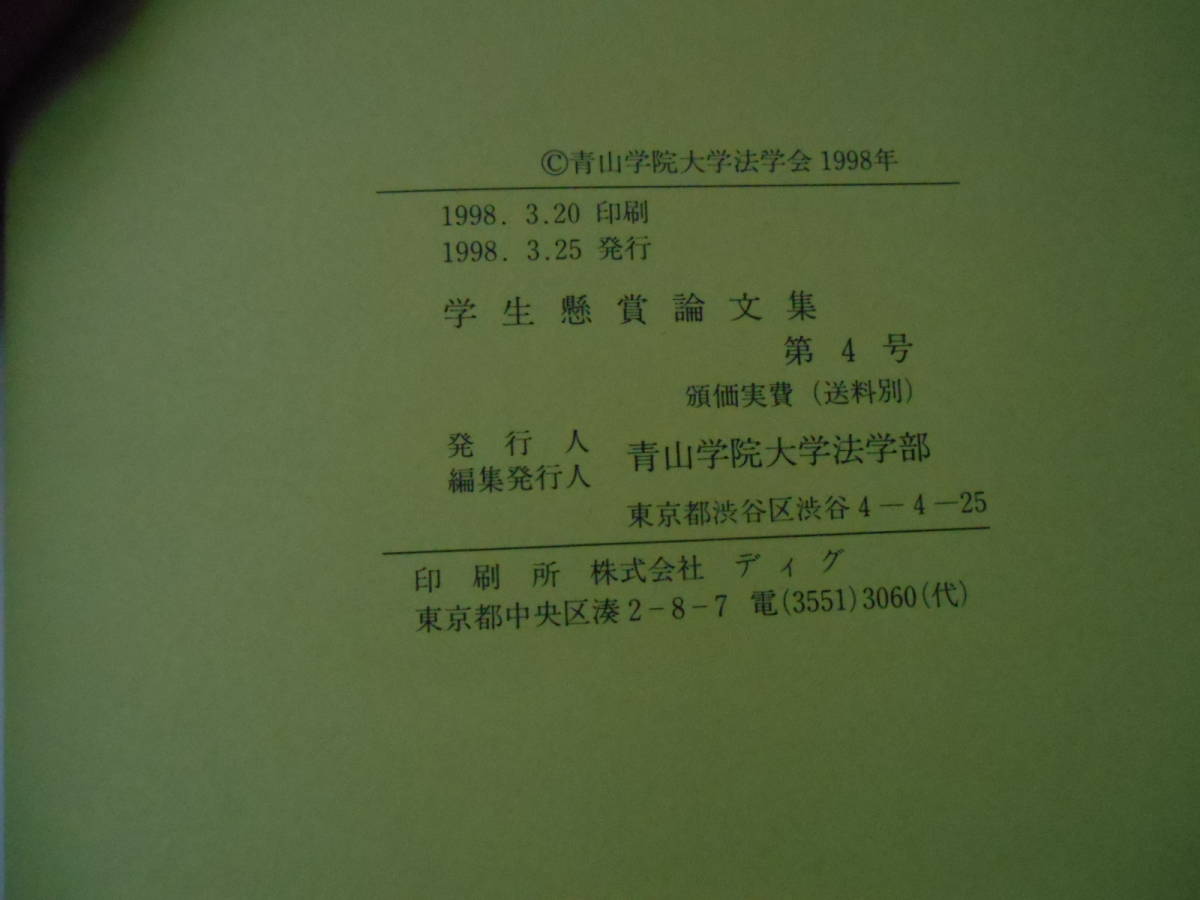 ©青山学院大学法学会 1998年
1998. 3.20 印刷
1998. 3.25 発行
学生懸賞論文集
第4号
頒価実費（送料別）
発行人
編集発行人 青山学院大学法学部
東京都渋谷区渋谷4－4－25
印刷所 株式会社 ディグ
東京都中央区湊2－8－7 電(3551)3060(代)